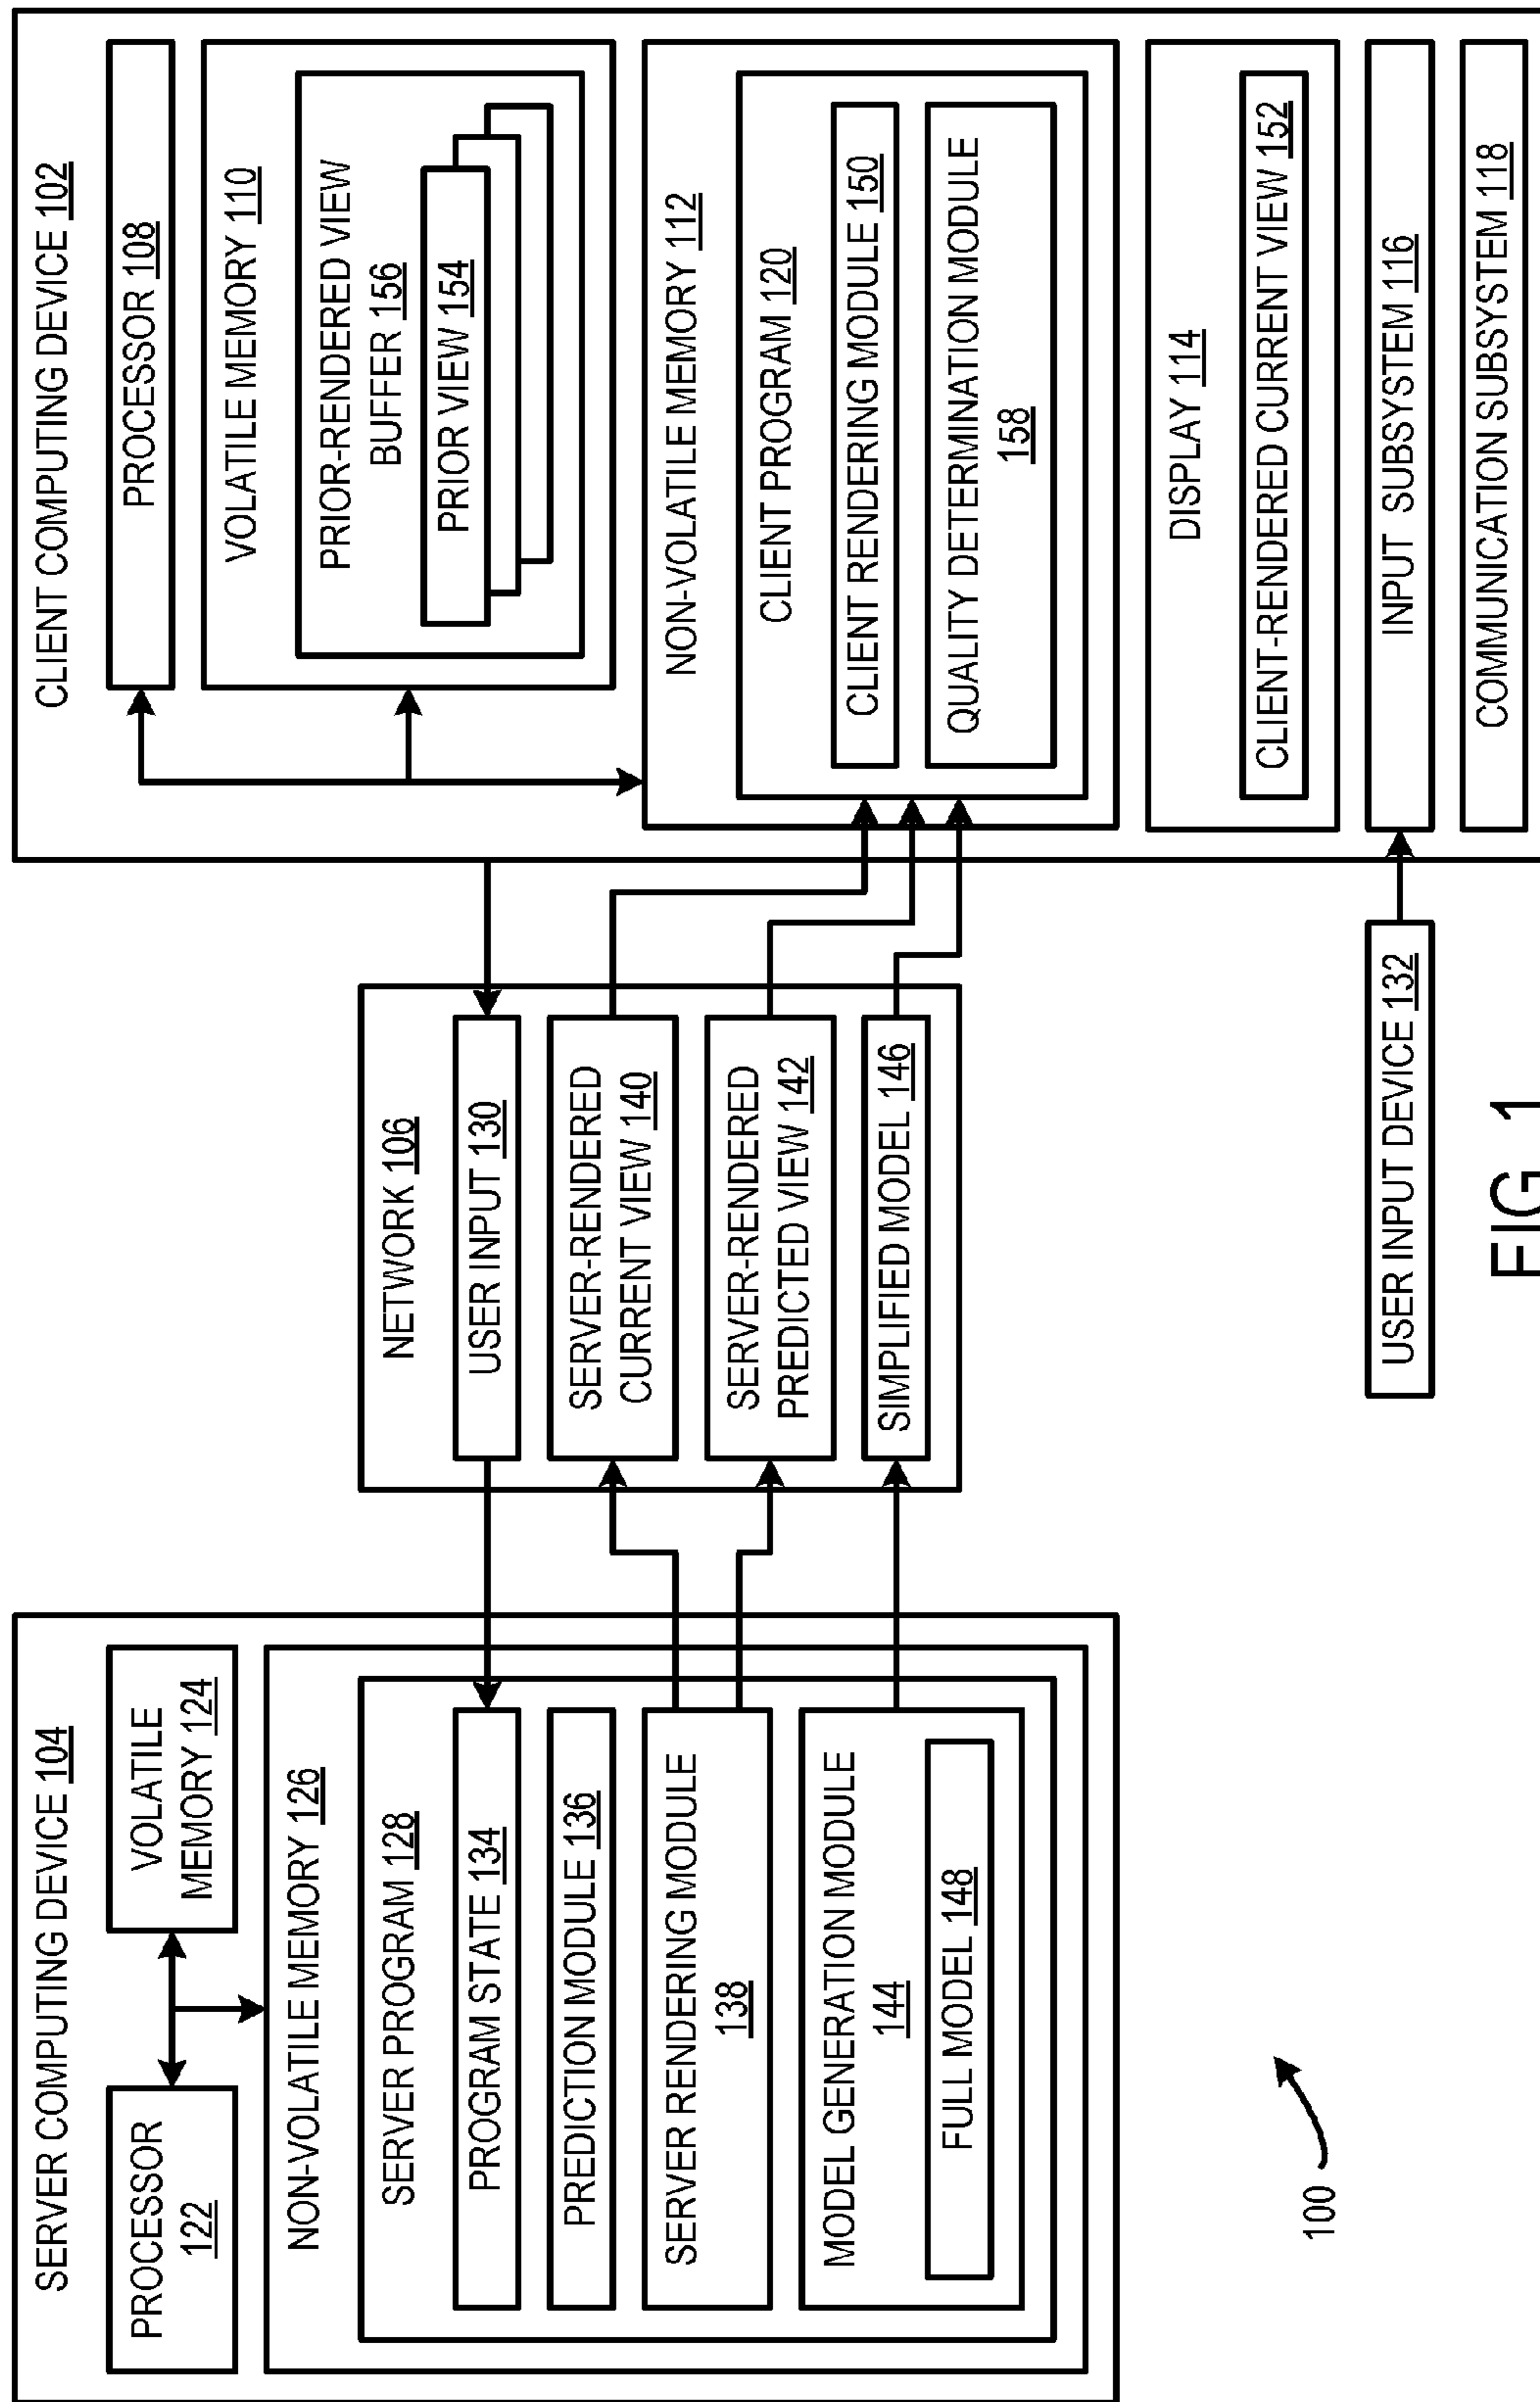 SERVER COMPUTING DEVICE 104
PROCESSOR
122
VOLATILE
MEMORY 124
NON-VOLATILE MEMORY 126
SERVER PROGRAM 128
PROGRAM STATE 134
PREDICTION MODULE 136
SERVER RENDERING MODULE
138
MODEL GENERATION MODULE
144
FULL MODEL 148
100
NETWORK 106
USER INPUT 130
SERVER-RENDERED
CURRENT VIEW 140
SERVER-RENDERED
PREDICTED VIEW 142
SIMPLIFIED MODEL 146
USER INPUT DEVICE 132
CLIENT COMPUTING DEVICE 102
PROCESSOR 108
VOLATILE MEMORY 110
PRIOR-RENDERED VIEW
BUFFER 156
PRIOR VIEW 154
NON-VOLATILE MEMORY 112
CLIENT PROGRAM 120
CLIENT RENDERING MODULE 150
QUALITY DETERMINATION MODULE
158
DISPLAY 114
CLIENT-RENDERED CURRENT VIEW 152
INPUT SUBSYSTEM 116
COMMUNICATION SUBSYSTEM 118
FIG. 1